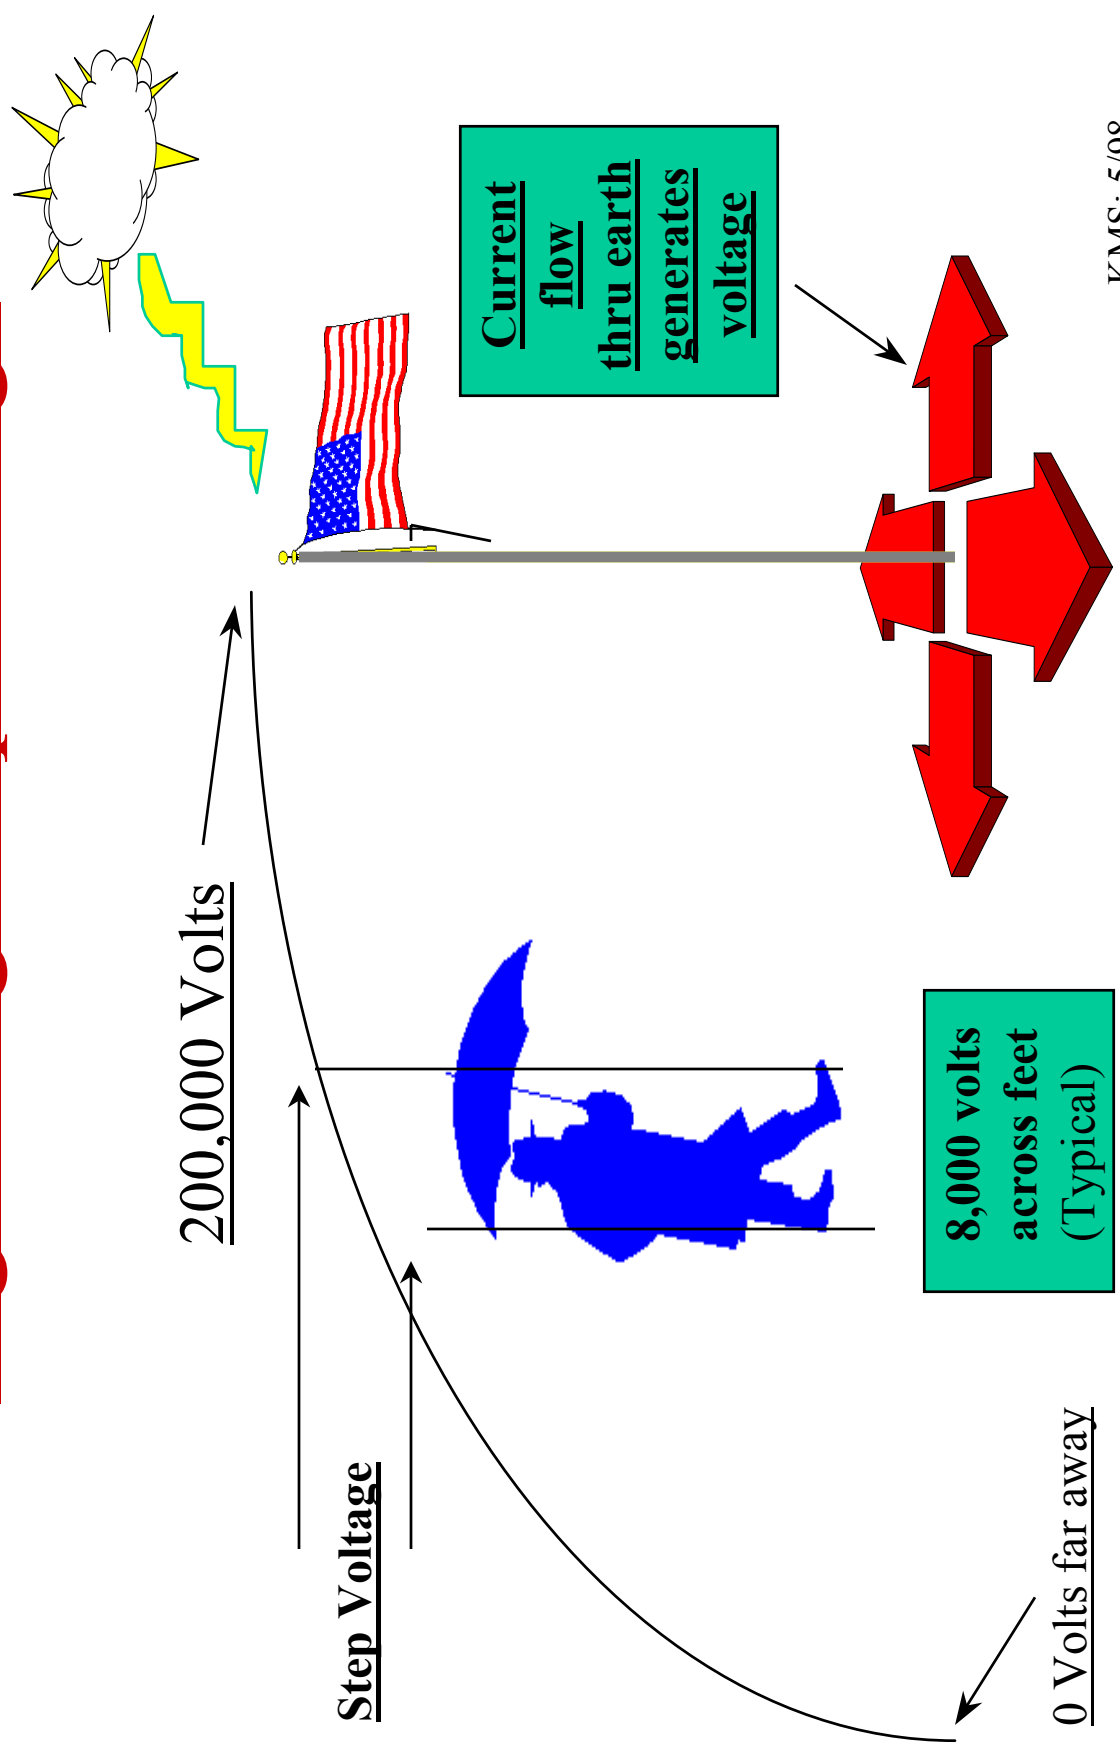 200,000 Volts
Step Voltage
Current
flow
thru earth
generates
voltage
8,000 volts
across feet
(Typical)
0 Volts far away